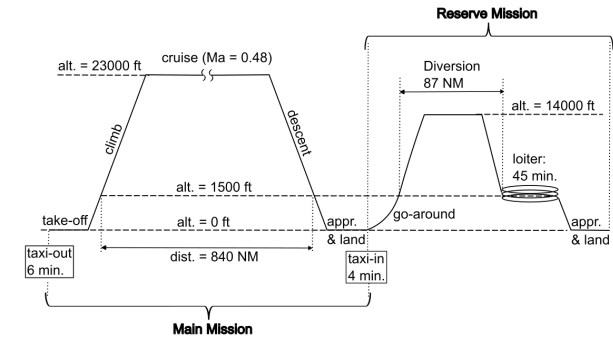 Reserve Mission
cruise (Ma = 0.48)
alt. = 23000 ft
Diversion
87 NM
alt. = 14000 ft
climb
descent
loiter:
45 min.
alt. = 1500 ft
take-off
alt. = 0 ft
appr.
& land
go-around
appr.
& land
taxi-out
6 min.
dist. = 840 NM
taxi-in
4 min.
Main Mission